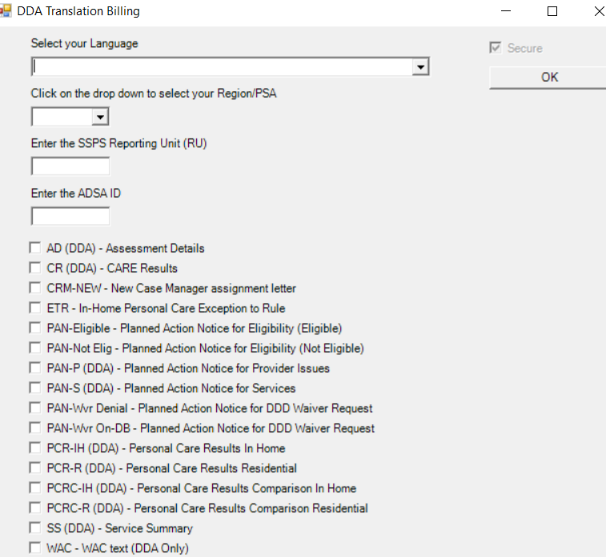 DDA Translation Billing
Select your Language
Secure
OK
Click on the drop down to select your Region/PSA
Enter the SSPS Reporting Unit (RU)
Enter the ADSA ID
AD (DDA) - Assessment Details
CR (DDA) - CARE Results
CRM-NEW - New Case Manager assignment letter
ETR - In-Home Personal Care Exception to Rule
PAN-Eligible - Planned Action Notice for Eligibility (Eligible)
PAN-Not Elig - Planned Action Notice for Eligibility (Not Eligible)
PAN-P (DDA) - Planned Action Notice for Provider Issues
PAN-S (DDA) - Planned Action Notice for Services
PAN-Wvr Denial - Planned Action Notice for DDD Waiver Request
PAN-Wvr On-DB - Planned Action Notice for DDD Waiver Request
PCR-IH (DDA) - Personal Care Results In Home
PCR-R (DDA) - Personal Care Results Residential
PCRC-IH (DDA) - Personal Care Results Comparison In Home
PCRC-R (DDA) - Personal Care Results Comparison Residential
SS (DDA) - Service Summary
WAC - WAC text (DDA Only)